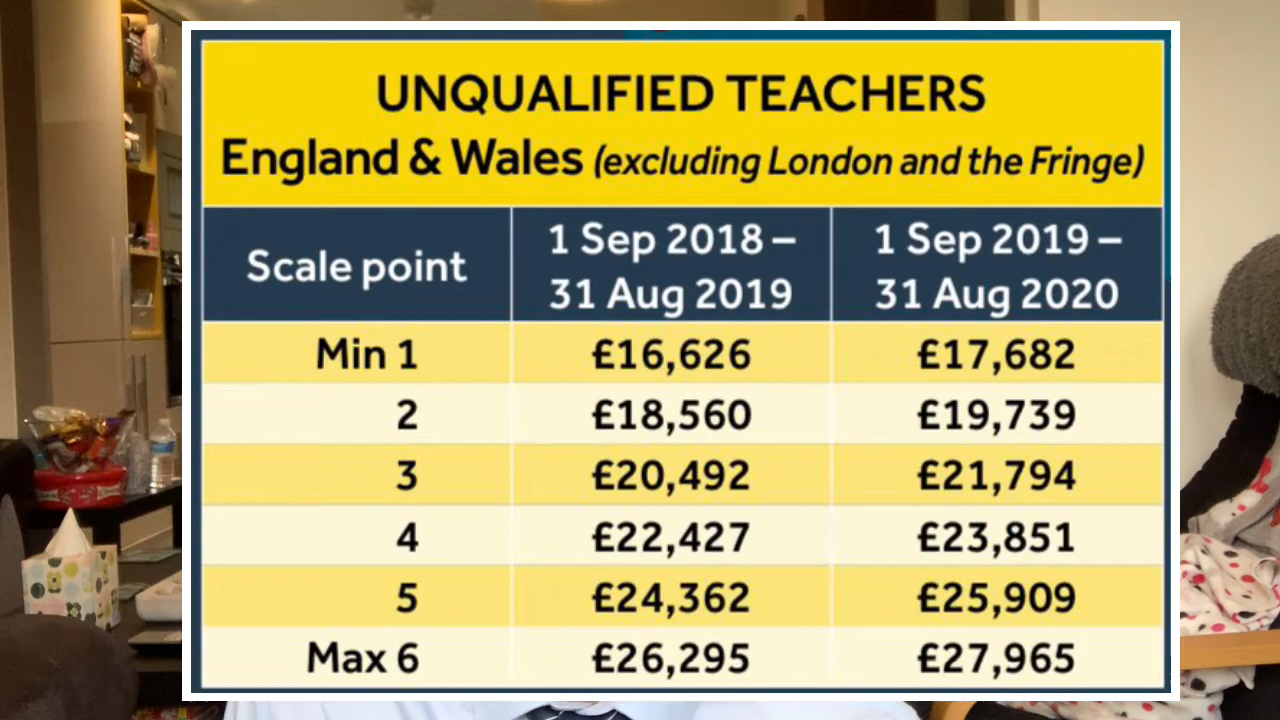 UNQUALIFIED TEACHERS
England & Wales (excluding London and the Fringe)
Scale point
1 Sep 2018 –
31 Aug 2019
1 Sep 2019 –
31 Aug 2020
Min 1 £16,626 £17,682
2 £18,560 £19,739
3 £20,492 £21,794
4 £22,427 £23,851
5 £24,362 £25,909
Max 6 £26,295 £27,965